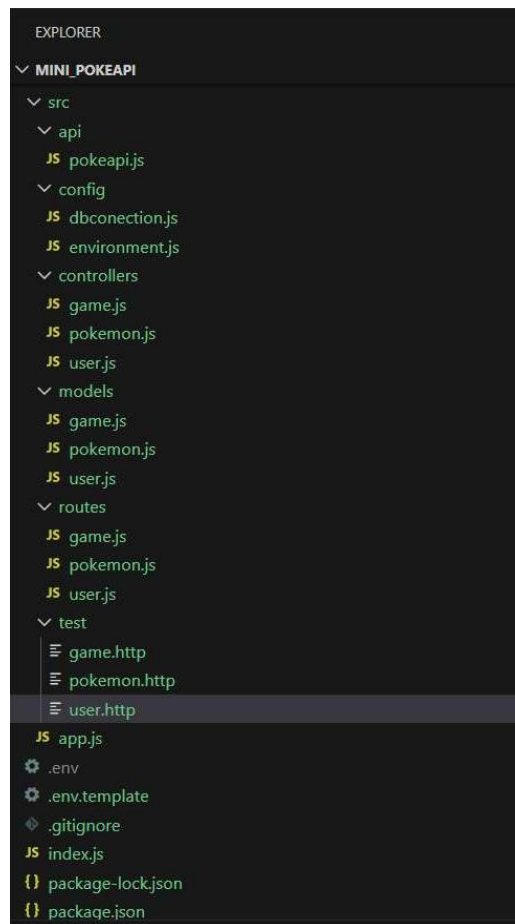 EXPLORER
MINI_POKEAPI
src
api
JS pokeapi.js
config
JS dbconection.js
JS environment.js
controllers
JS game.js
JS pokemon.js
JS user.js
models
JS game.js
JS pokemon.js
JS user.js
routes
JS game.js
JS pokemon.js
JS user.js
test
game.http
pokemon.http
user.http
JS app.js
.env
.env.template
.gitignore
JS index.js
{} package-lock.json
{} package.json